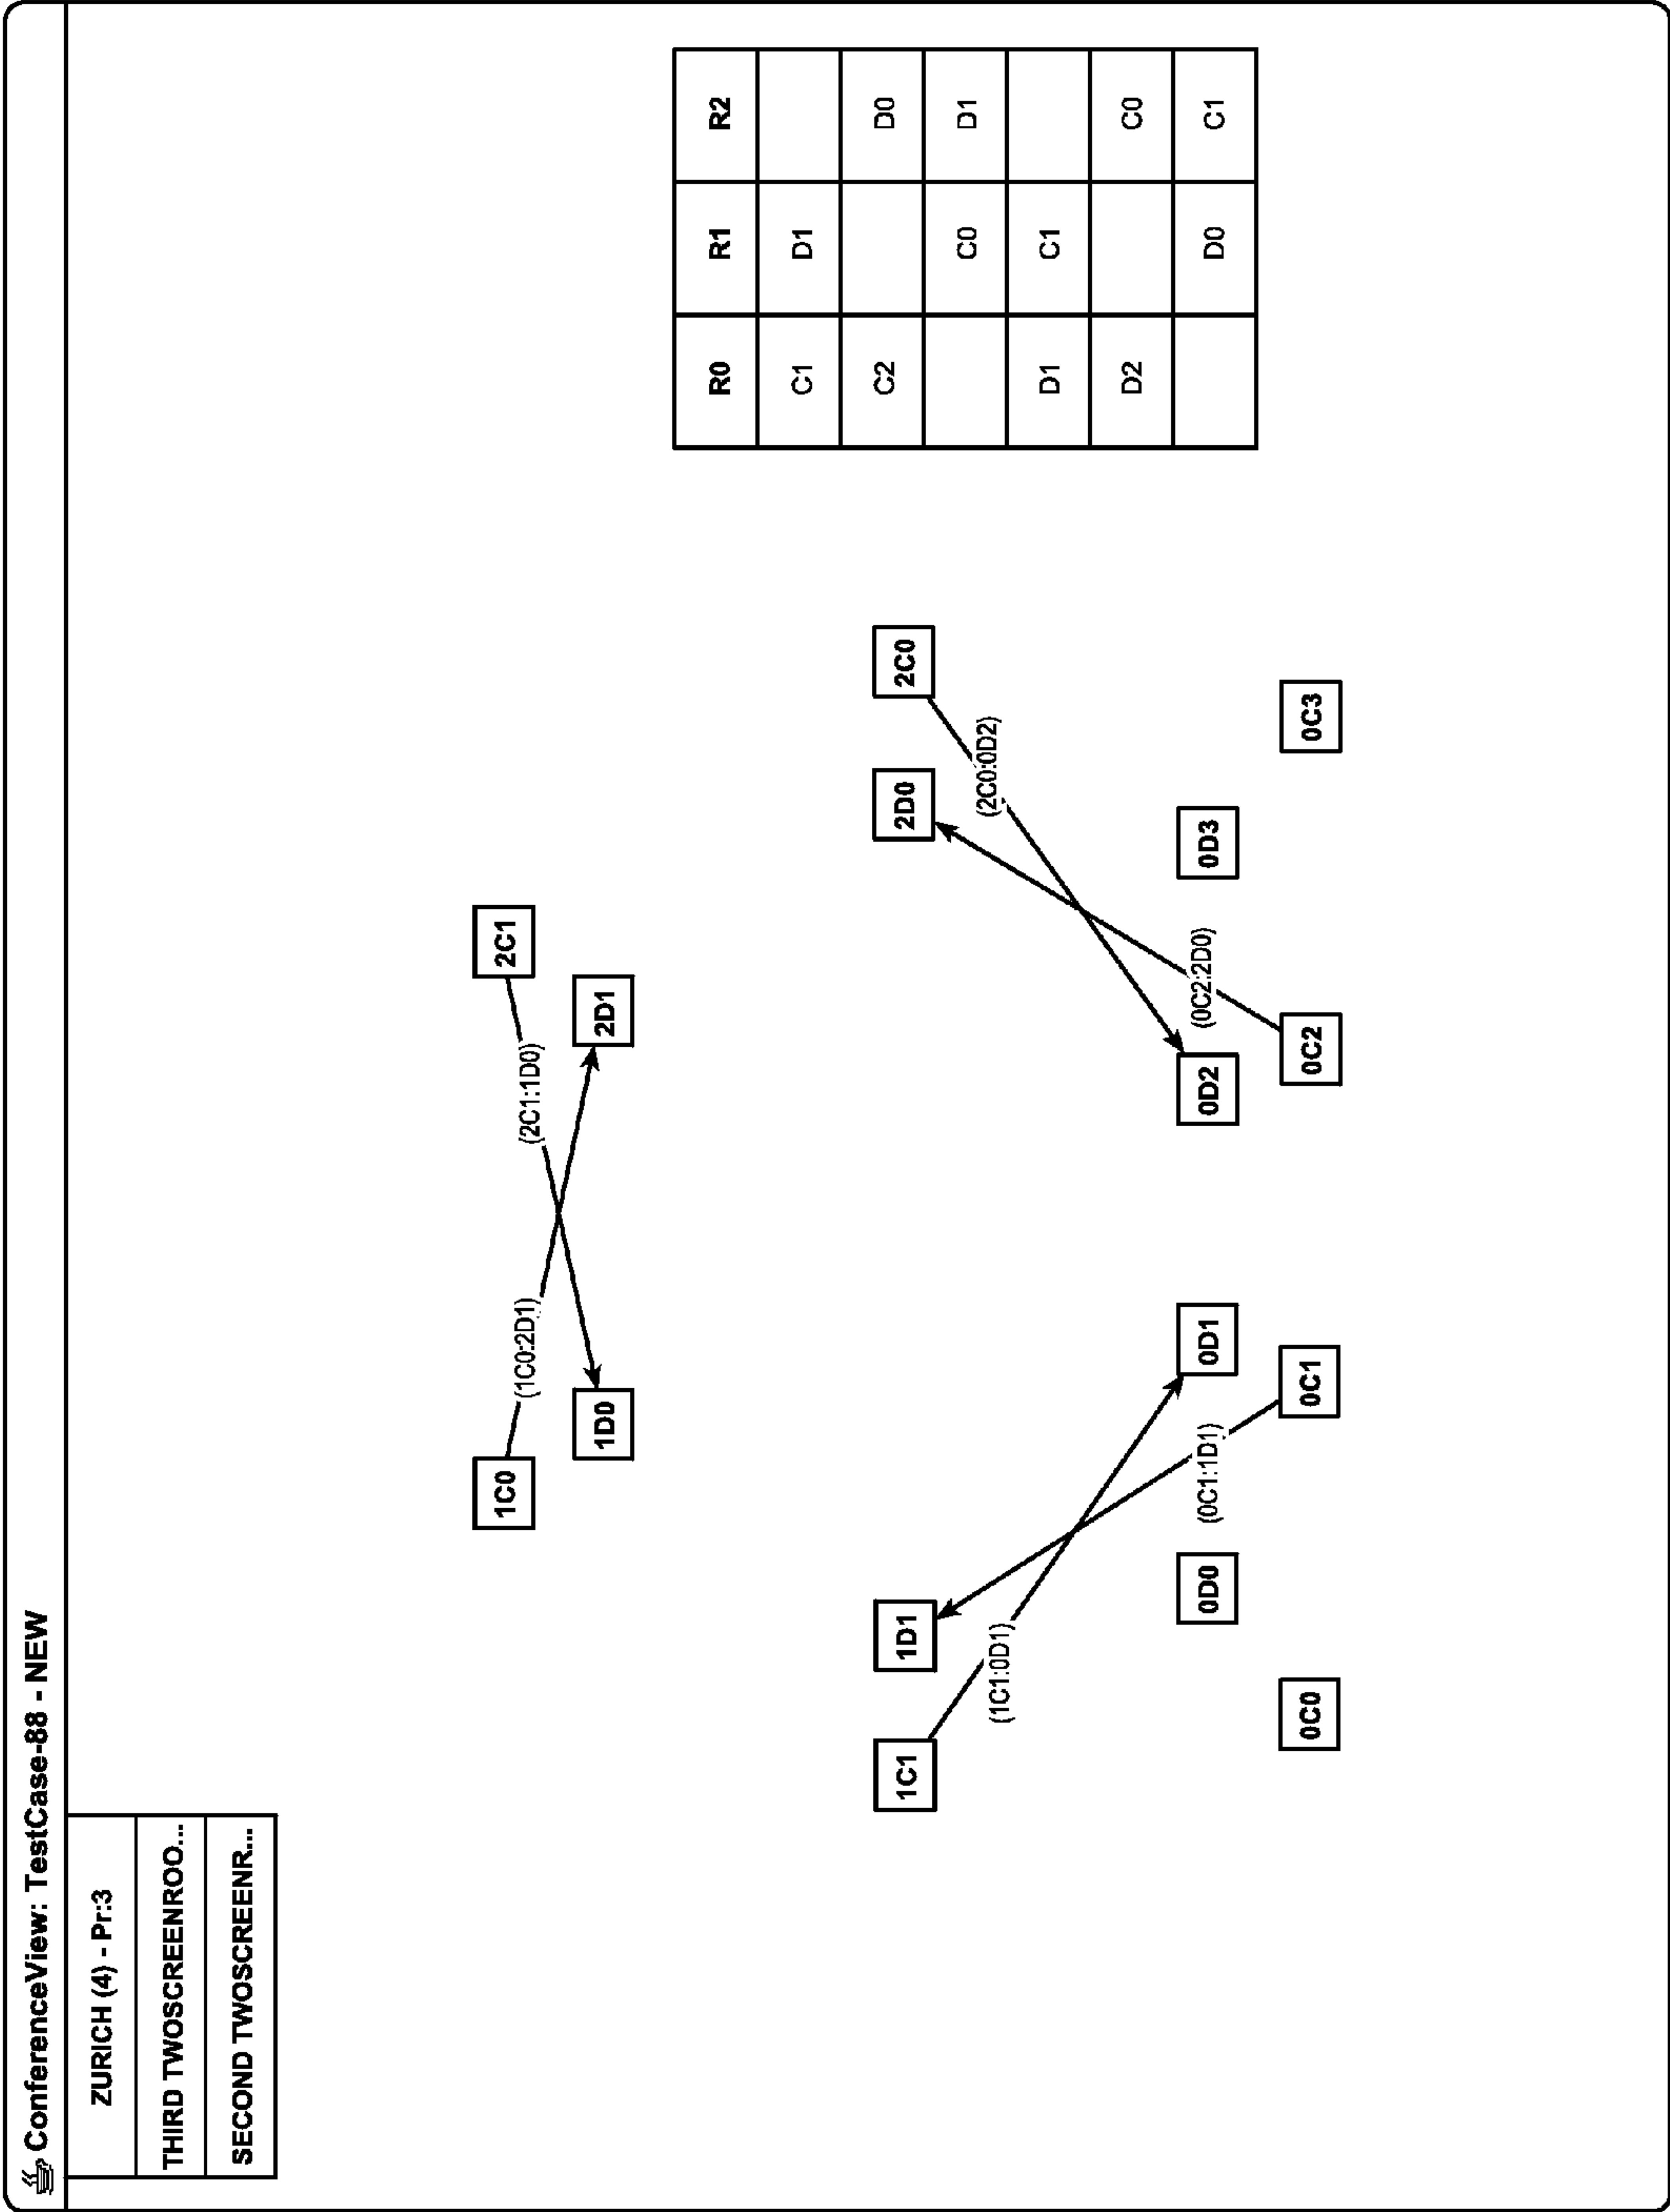 ConferenceView: TestCase-88 - NEW
ZURICH (4) - Pr:3
THIRD TWOSCREENROO...
SECOND TWOSCREENR...
1C0
2C1
(1C0:2D1)
(2C1:1D0)
1D0
2D1
R0 R1 R2
C1 D1
C2 D0
C0 D1
D1 C1
D2 C0
D0 C1
1C1
1D1
2D0
2C0
(1C1:0D1)
(2C0:0D2)
0D0
0D1
0D2
0D3
(0C1:1D1)
(0C2:2D0)
0C0
0C1
0C2
0C3